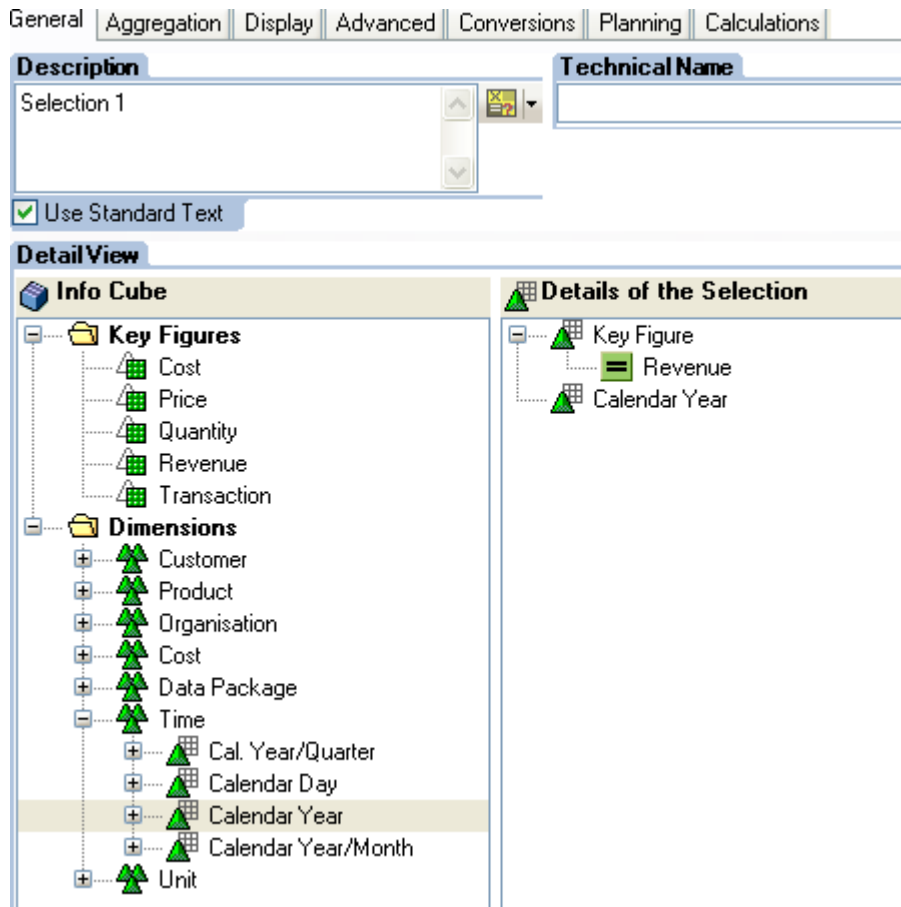 General Aggregation Display Advanced Conversions Planning Calculations
Description
Technical Name
Selection 1
Use Standard Text
Detail View
Info Cube
Key Figures
Cost
Price
Quantity
Revenue
Transaction
Dimensions
Customer
Product
Organisation
Cost
Data Package
Time
Cal. Year/Quarter
Calendar Day
Calendar Year
Calendar Year/Month
Unit
Details of the Selection
Key Figure
Revenue
Calendar Year